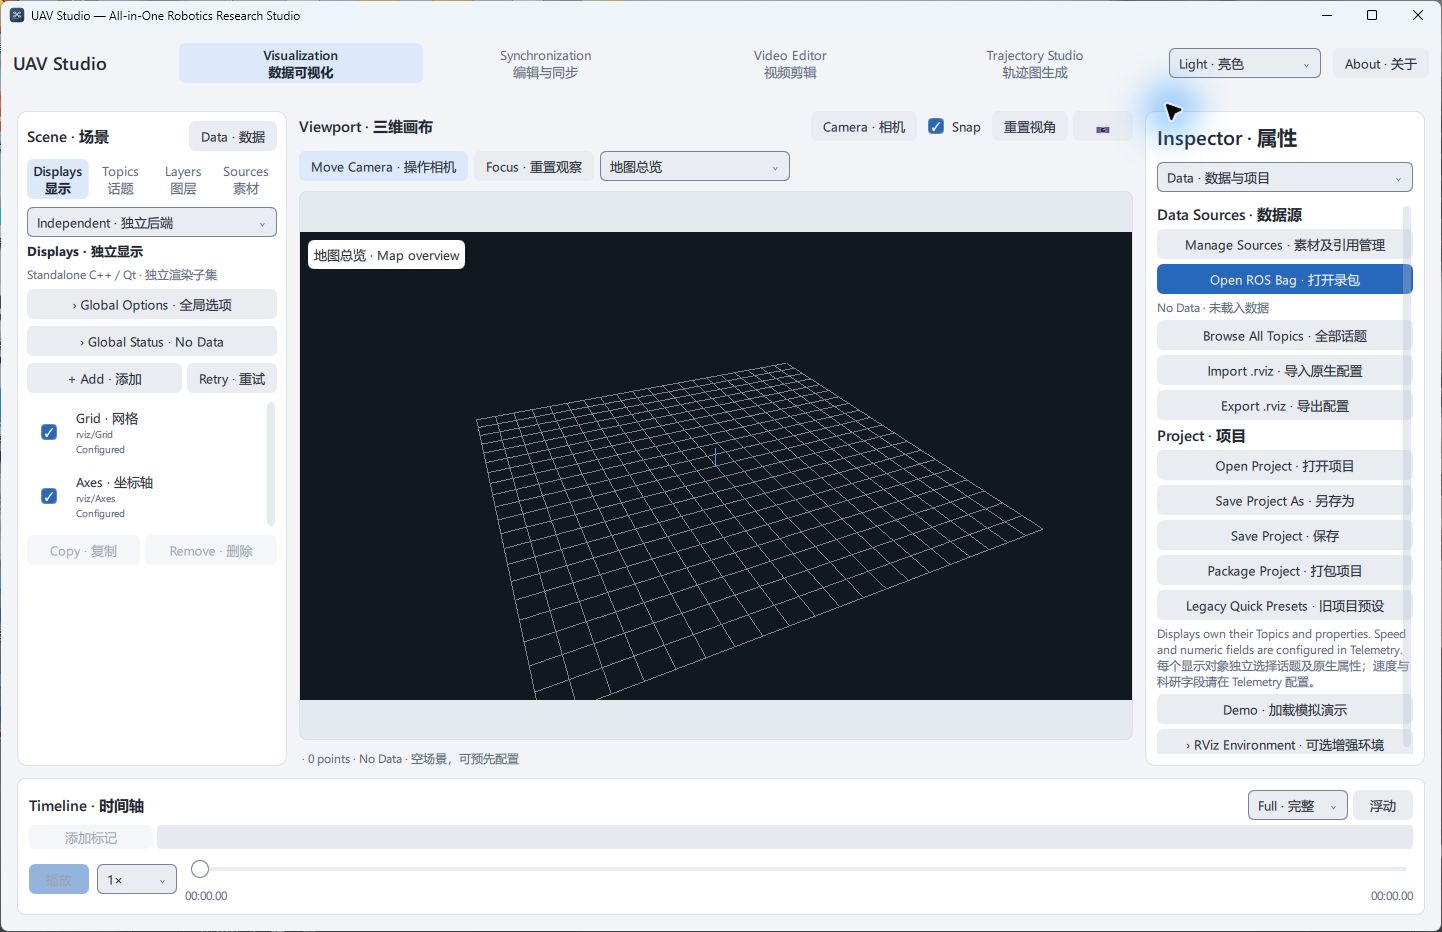 UAV Studio — All-in-One Robotics Research Studio
UAV Studio
Visualization
数据可视化
Synchronization
编辑与同步
Video Editor
视频剪辑
Trajectory Studio
轨迹图生成
Light · 亮色
About · 关于
Scene · 场景
Data · 数据
Displays
显示
Topics
话题
Layers
图层
Sources
素材
Independent · 独立后端
Displays · 独立显示
Standalone C++ / Qt · 独立渲染子集
› Global Options · 全局选项
› Global Status · No Data
+ Add · 添加
Retry · 重试
Grid · 网格
rviz/Grid
Configured
Axes · 坐标轴
rviz/Axes
Configured
Copy · 复制
Remove · 删除
Viewport · 三维画布
Camera · 相机
Snap
重置视角
Move Camera · 操作相机
Focus · 重置观察
地图总览
地图总览 · Map overview
· 0 points · No Data · 空场景，可预先配置
Inspector · 属性
Data · 数据与项目
Data Sources · 数据源
Manage Sources · 素材及引用管理
Open ROS Bag · 打开录包
No Data · 未载入数据
Browse All Topics · 全部话题
Import .rviz · 导入原生配置
Export .rviz · 导出配置
Project · 项目
Open Project · 打开项目
Save Project As · 另存为
Save Project · 保存
Package Project · 打包项目
Legacy Quick Presets · 旧项目预设
Displays own their Topics and properties. Speed
and numeric fields are configured in Telemetry.
每个显示对象独立选择话题及原生属性；速度与
科研字段请在 Telemetry 配置。
Demo · 加载模拟演示
› RViz Environment · 可选增强环境
Timeline · 时间轴
Full · 完整
浮动
添加标记
播放
1×
00:00.00
00:00.00